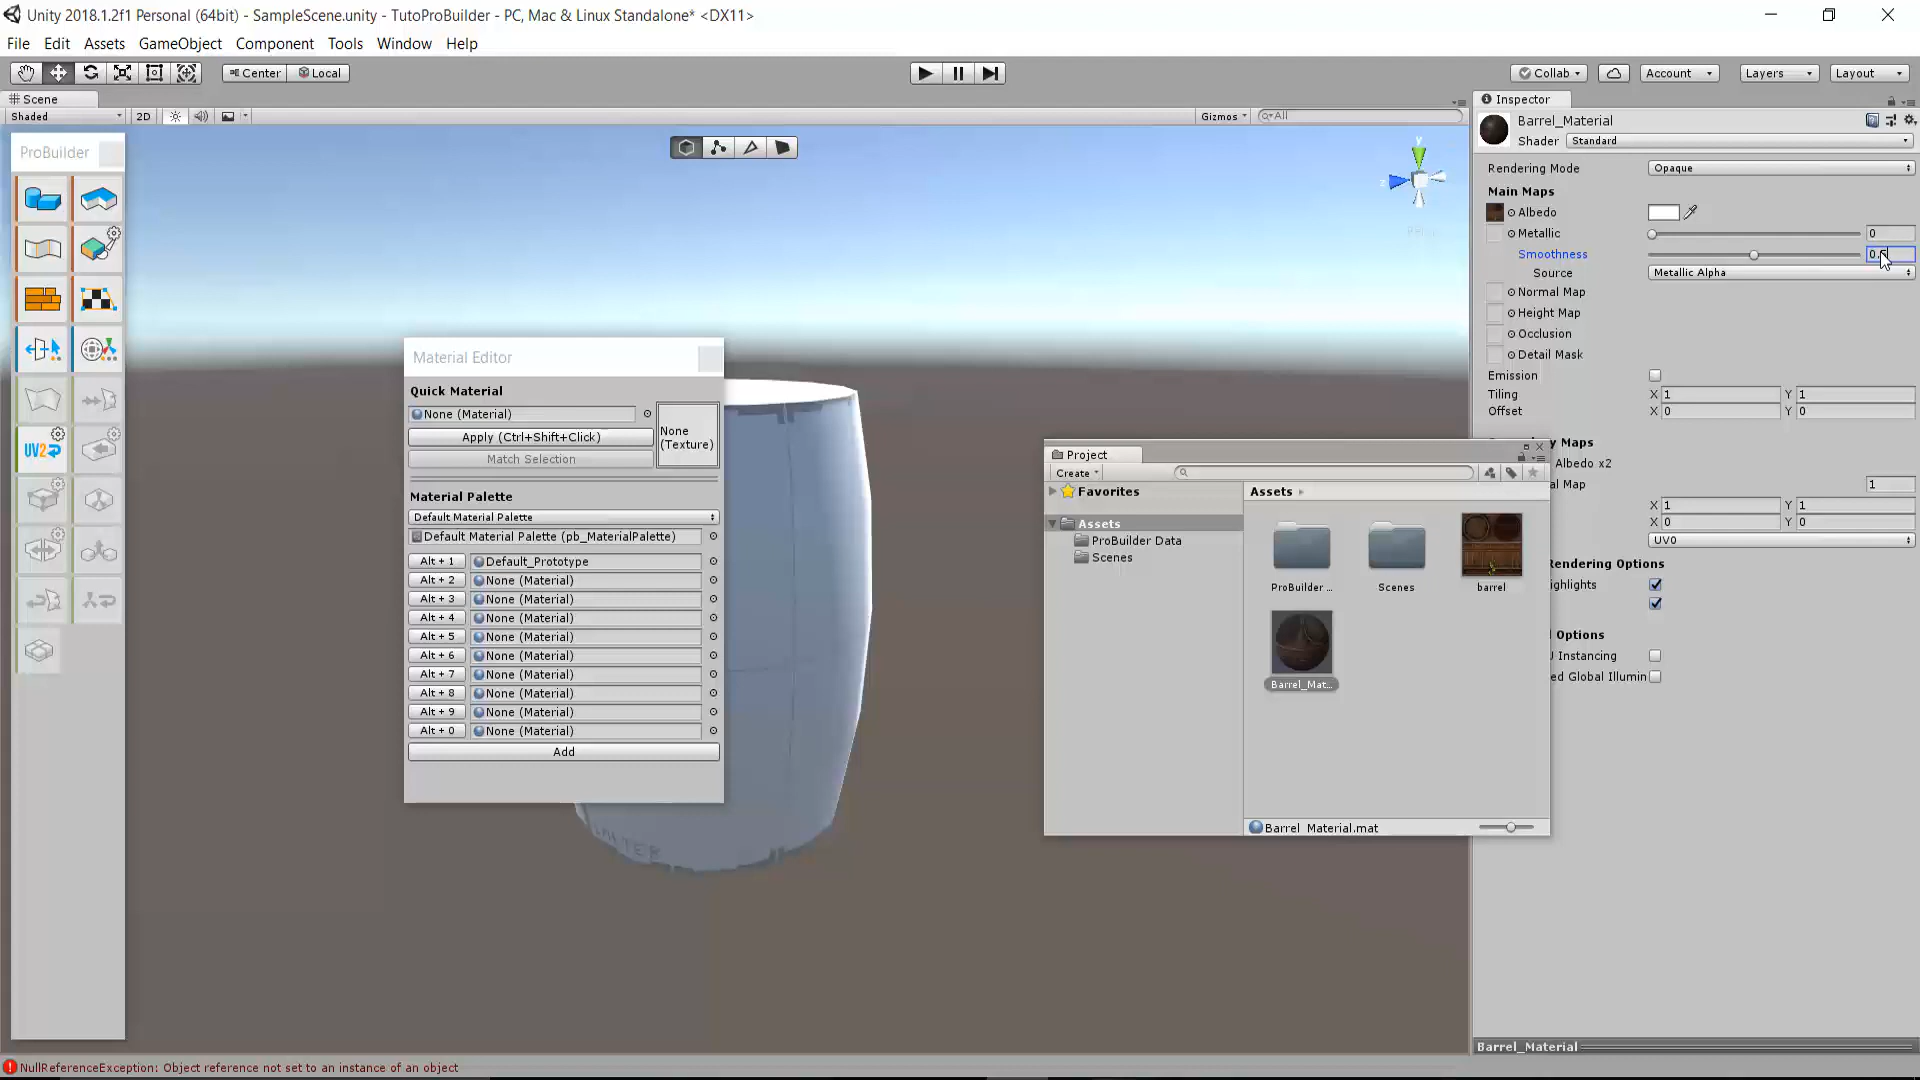 Unity 2018.1.2f1 Personal (64bit) - SampleScene.unity - TutoProBuilder - PC, Mac & Linux Standalone* <DX11>
File Edit Assets GameObject Component Tools Window Help
Center Local
Collab Account Layers Layout
Scene
Shaded 2D Gizmos All
ProBuilder
UV2
Material Editor
Quick Material
None (Material)
Apply (Ctrl+Shift+Click)
Match Selection
None
(Texture)
Material Palette
Default Material Palette
Default Material Palette (pb_MaterialPalette)
Alt + 1 Default_Prototype
Alt + 2 None (Material)
Alt + 3 None (Material)
Alt + 4 None (Material)
Alt + 5 None (Material)
Alt + 6 None (Material)
Alt + 7 None (Material)
Alt + 8 None (Material)
Alt + 9 None (Material)
Alt + 0 None (Material)
Add
y
z
Project
Create
Favorites
Assets
ProBuilder Data
Scenes
Assets
ProBuilder ...
Scenes
barrel
Barrel_Mat...
Barrel_Material.mat
Inspector
Barrel_Material
Shader Standard
Rendering Mode Opaque
Main Maps
Albedo
Metallic 0
Smoothness
Source Metallic Alpha
Normal Map
Height Map
Occlusion
Detail Mask
Emission
Tiling X 1 Y 1
Offset X 0 Y 0
y Maps
Albedo x2
al Map 1
X 1 Y 1
X 0 Y 0
UV0
Rendering Options
ighlights
Options
U Instancing
ed Global Illumin
Barrel_Material
NullReferenceException: Object reference not set to an instance of an object